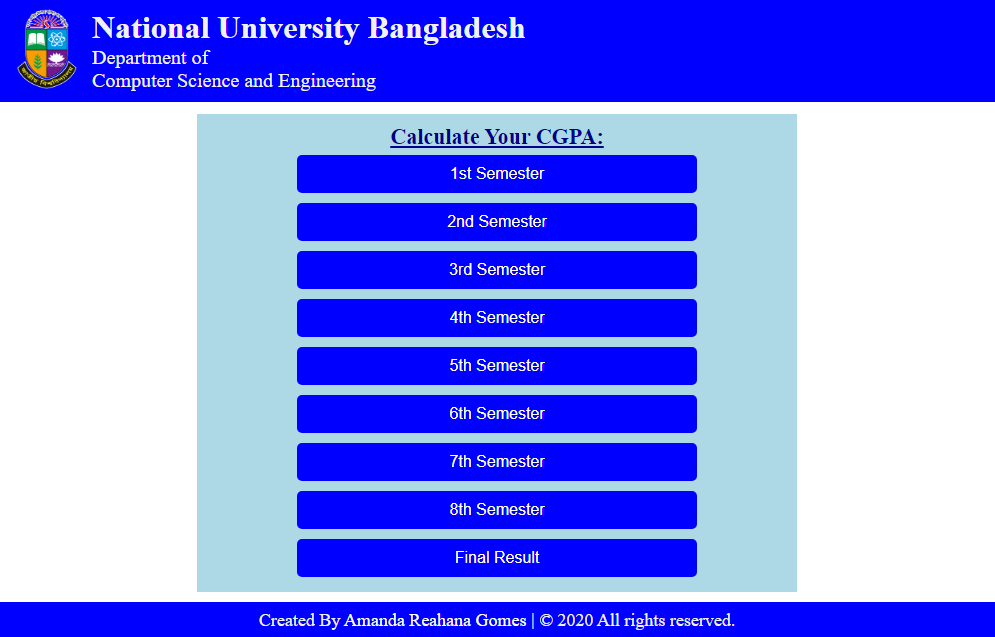 National University Bangladesh
Department of
Computer Science and Engineering
Calculate Your CGPA:
1st Semester
2nd Semester
3rd Semester
4th Semester
5th Semester
6th Semester
7th Semester
8th Semester
Final Result
Created By Amanda Reahana Gomes | © 2020 All rights reserved.